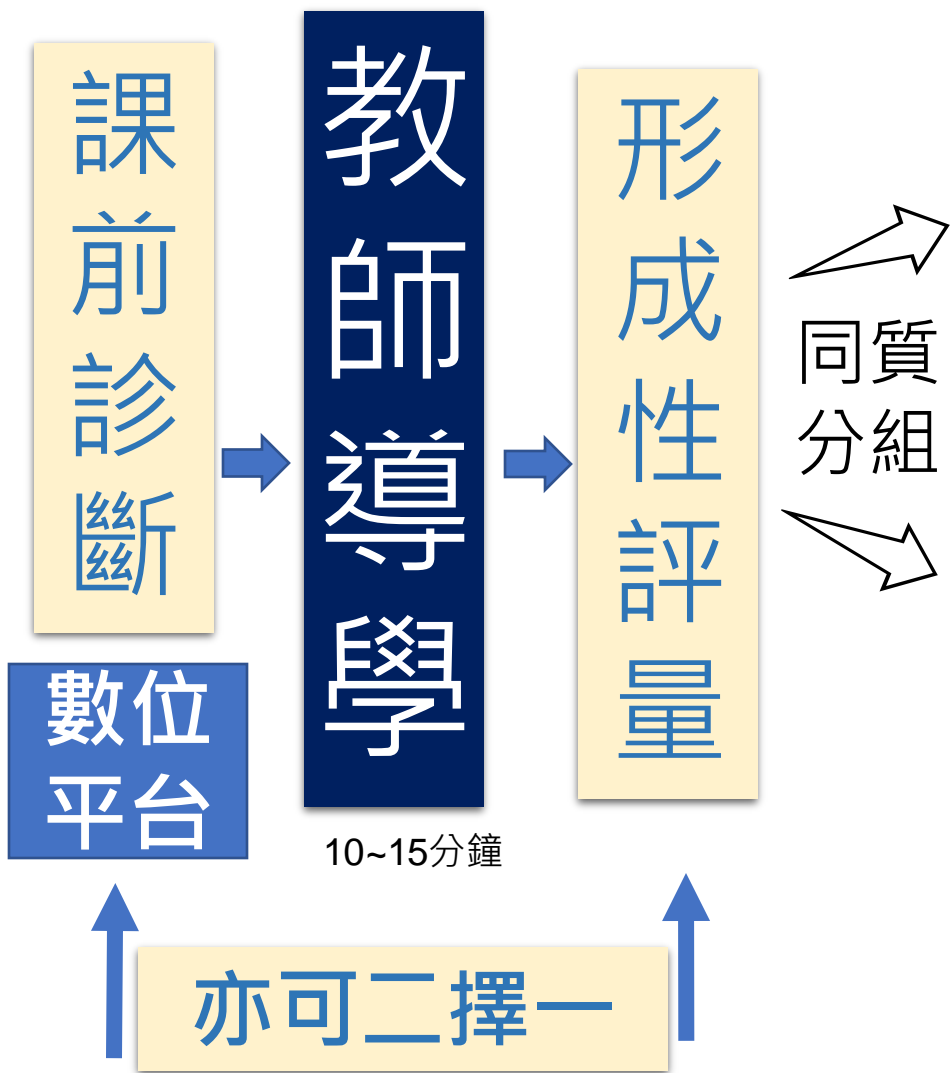 課前診斷
數位
平台
教師導學
10~15分鐘
形成性評量
同質
分組
亦可二擇一